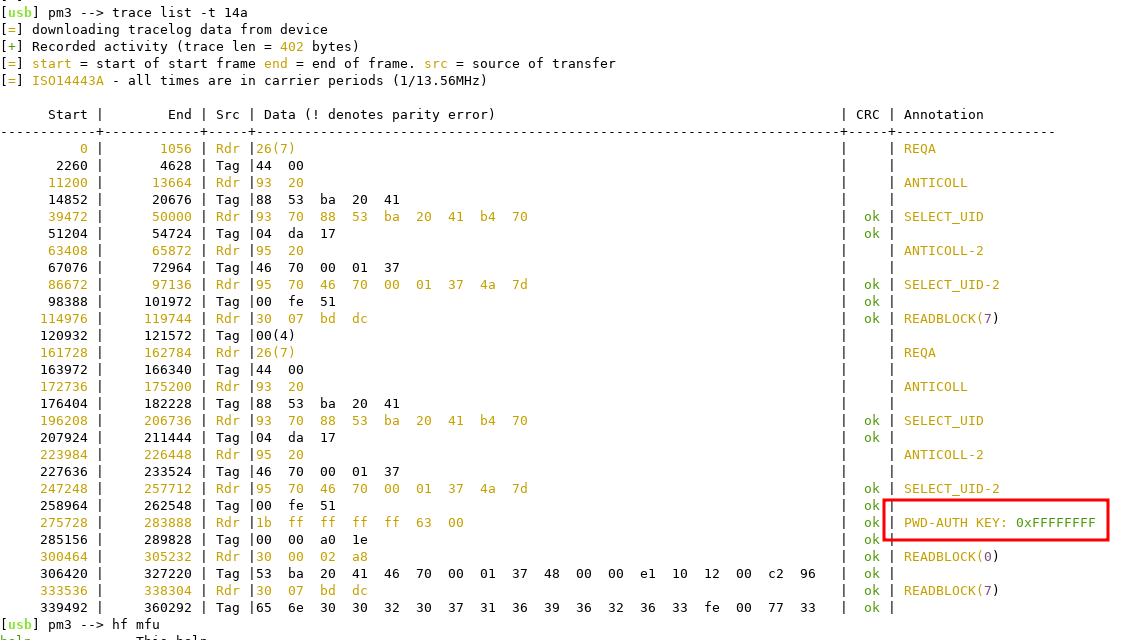 [usb] pm3 --> trace list -t 14a
[=] downloading tracelog data from device
[+] Recorded activity (trace len = 402 bytes)
[=] start = start of start frame end = end of frame. src = source of transfer
[=] ISO14443A - all times are in carrier periods (1/13.56MHz)
Start | End | Src | Data (! denotes parity error) | CRC | Annotation
------------+------------+-----+-------------------------------------------------------------------------+-----+--------------------
0 | 1056 | Rdr |26(7) | | REQA
2260 | 4628 | Tag |44 00 | |
11200 | 13664 | Rdr |93 20 | | ANTICOLL
14852 | 20676 | Tag |88 53 ba 20 41 | |
39472 | 50000 | Rdr |93 70 88 53 ba 20 41 b4 70 | ok | SELECT_UID
51204 | 54724 | Tag |04 da 17 | ok |
63408 | 65872 | Rdr |95 20 | | ANTICOLL-2
67076 | 72964 | Tag |46 70 00 01 37 | |
86672 | 97136 | Rdr |95 70 46 70 00 01 37 4a 7d | ok | SELECT_UID-2
98388 | 101972 | Tag |00 fe 51 | ok |
114976 | 119744 | Rdr |30 07 bd dc | ok | READBLOCK(7)
120932 | 121572 | Tag |00(4) | |
161728 | 162784 | Rdr |26(7) | | REQA
163972 | 166340 | Tag |44 00 | |
172736 | 175200 | Rdr |93 20 | | ANTICOLL
176404 | 182228 | Tag |88 53 ba 20 41 | |
196208 | 206736 | Rdr |93 70 88 53 ba 20 41 b4 70 | ok | SELECT_UID
207924 | 211444 | Tag |04 da 17 | ok |
223984 | 226448 | Rdr |95 20 | | ANTICOLL-2
227636 | 233524 | Tag |46 70 00 01 37 | |
247248 | 257712 | Rdr |95 70 46 70 00 01 37 4a 7d | ok | SELECT_UID-2
258964 | 262548 | Tag |00 fe 51 | ok |
275728 | 283888 | Rdr |1b ff ff ff ff 63 00 | ok | PWD-AUTH KEY: 0xFFFFFFFF
285156 | 289828 | Tag |00 00 a0 1e | ok |
300464 | 305232 | Rdr |30 00 02 a8 | ok | READBLOCK(0)
306420 | 327220 | Tag |53 ba 20 41 46 70 00 01 37 48 00 00 e1 10 12 00 c2 96 | ok |
333536 | 338304 | Rdr |30 07 bd dc | ok | READBLOCK(7)
339492 | 360292 | Tag |65 6e 30 30 32 30 37 31 36 39 36 32 36 33 fe 00 77 33 | ok |
[usb] pm3 --> hf mfu